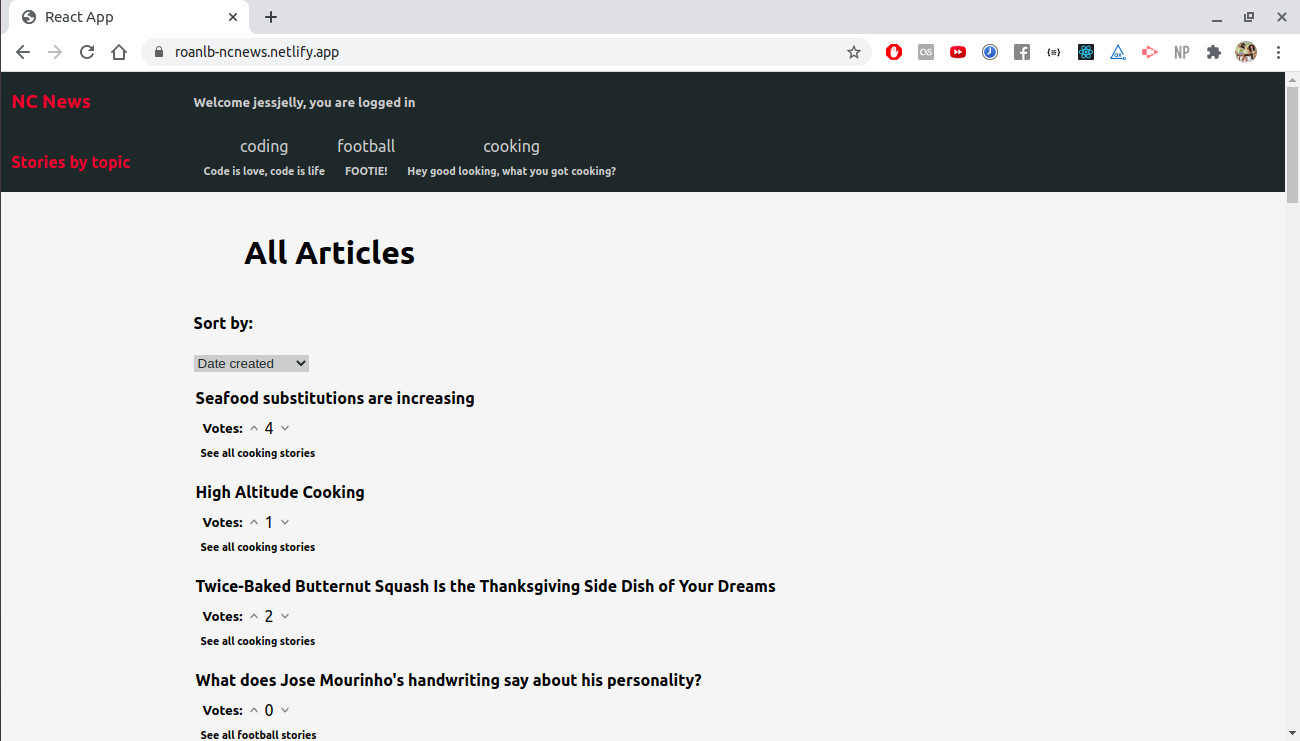 React App
roanlb-ncnews.netlify.app
NP
NC News
Welcome jessjelly, you are logged in
Stories by topic
coding football cooking
Code is love, code is life FOOTIE! Hey good looking, what you got cooking?
All Articles
Sort by:
Date created
Seafood substitutions are increasing
Votes: 4
See all cooking stories
High Altitude Cooking
Votes: 1
See all cooking stories
Twice-Baked Butternut Squash Is the Thanksgiving Side Dish of Your Dreams
Votes: 2
See all cooking stories
What does Jose Mourinho's handwriting say about his personality?
Votes: 0
See all football stories